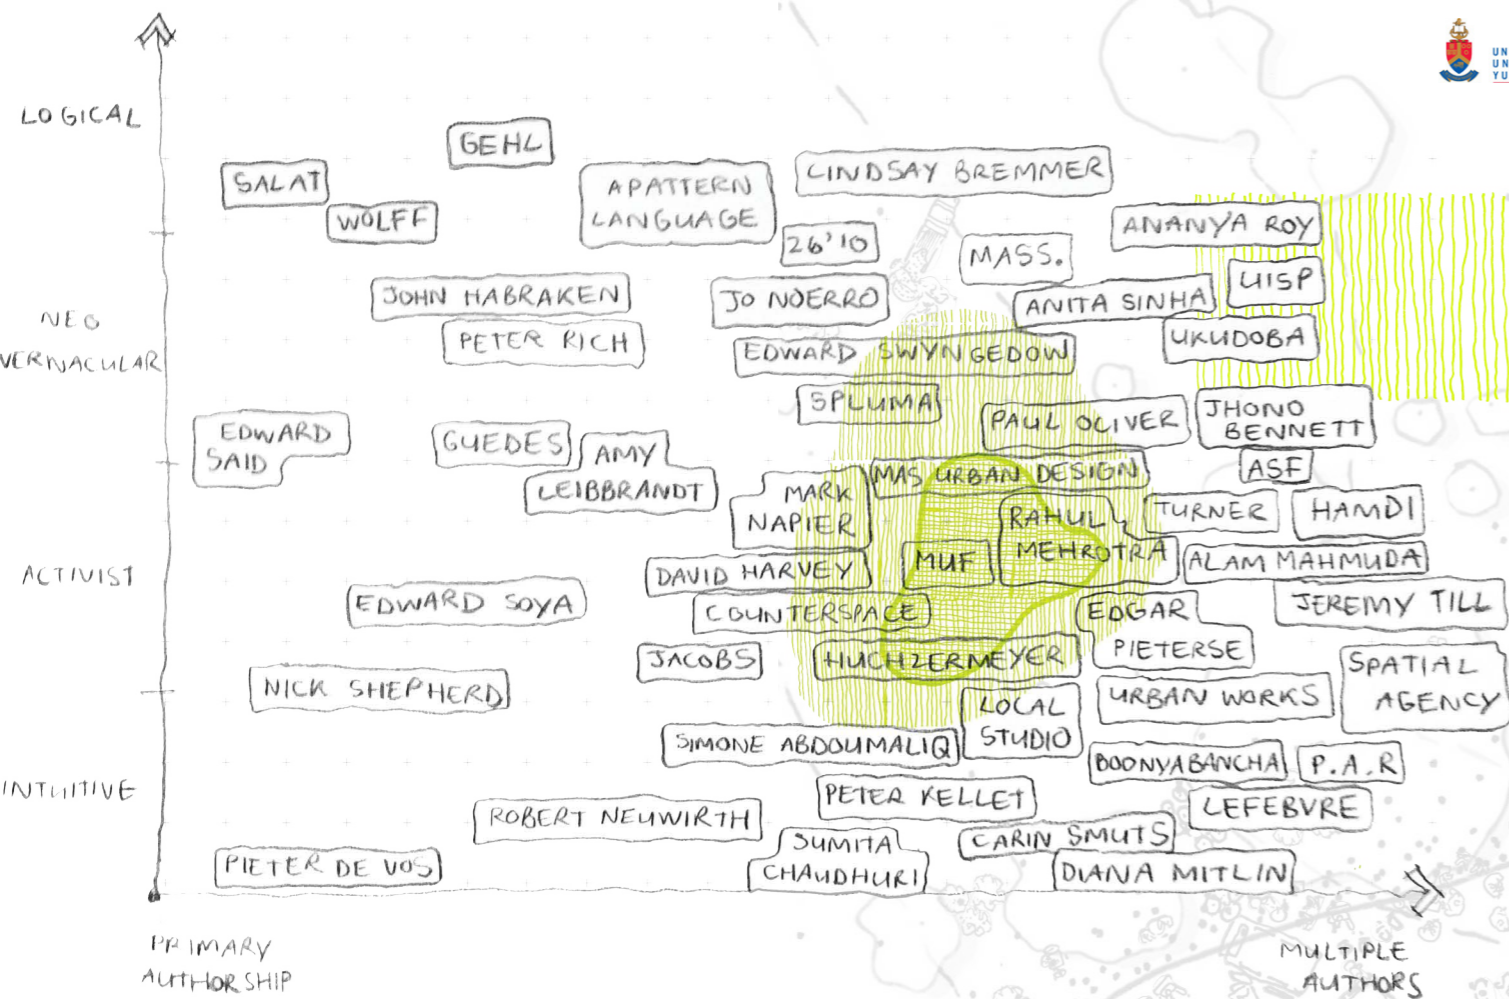 UN
UN
YU
LOGICAL
GEHL
SALAT
WOLFF
A PATTERN
LANGUAGE
LINDSAY BREMMER
26'10
MASS.
ANANYA ROY
UISP
NEO
VERNACULAR
JOHN HABRAKEN
JO NOERRO
ANITA SINHA
UKUDOBA
PETER RICH
EDWARD SWYNGEDOW
SPLUMA
PAUL OLIVER
JHONO
BENNETT
EDWARD
SAID
GUEDES
AMY
LEIBBRANDT
MAS URBAN DESIGN
ASF
MARK
NAPIER
RAHUL
MEHROTRA
TURNER
HAMDI
ACTIVIST
DAVID HARVEY
MUF
ALAM MAHMUDA
EDWARD SOYA
COUNTERSPACE
EDGAR
PIETERSE
JEREMY TILL
JACOBS
HUCHZERMEYER
SPATIAL
AGENCY
NICK SHEPHERD
LOCAL
STUDIO
URBAN WORKS
SIMONE ABDOUMALIQ
BOONYABANCHA
P.A.R
INTUITIVE
PETER KELLET
LEFEBVRE
ROBERT NEUWIRTH
CARIN SMUTS
SUMITA
CHAUDHURI
PIETER DE VOS
DIANA MITLIN
PRIMARY
AUTHORSHIP
MULTIPLE
AUTHORS